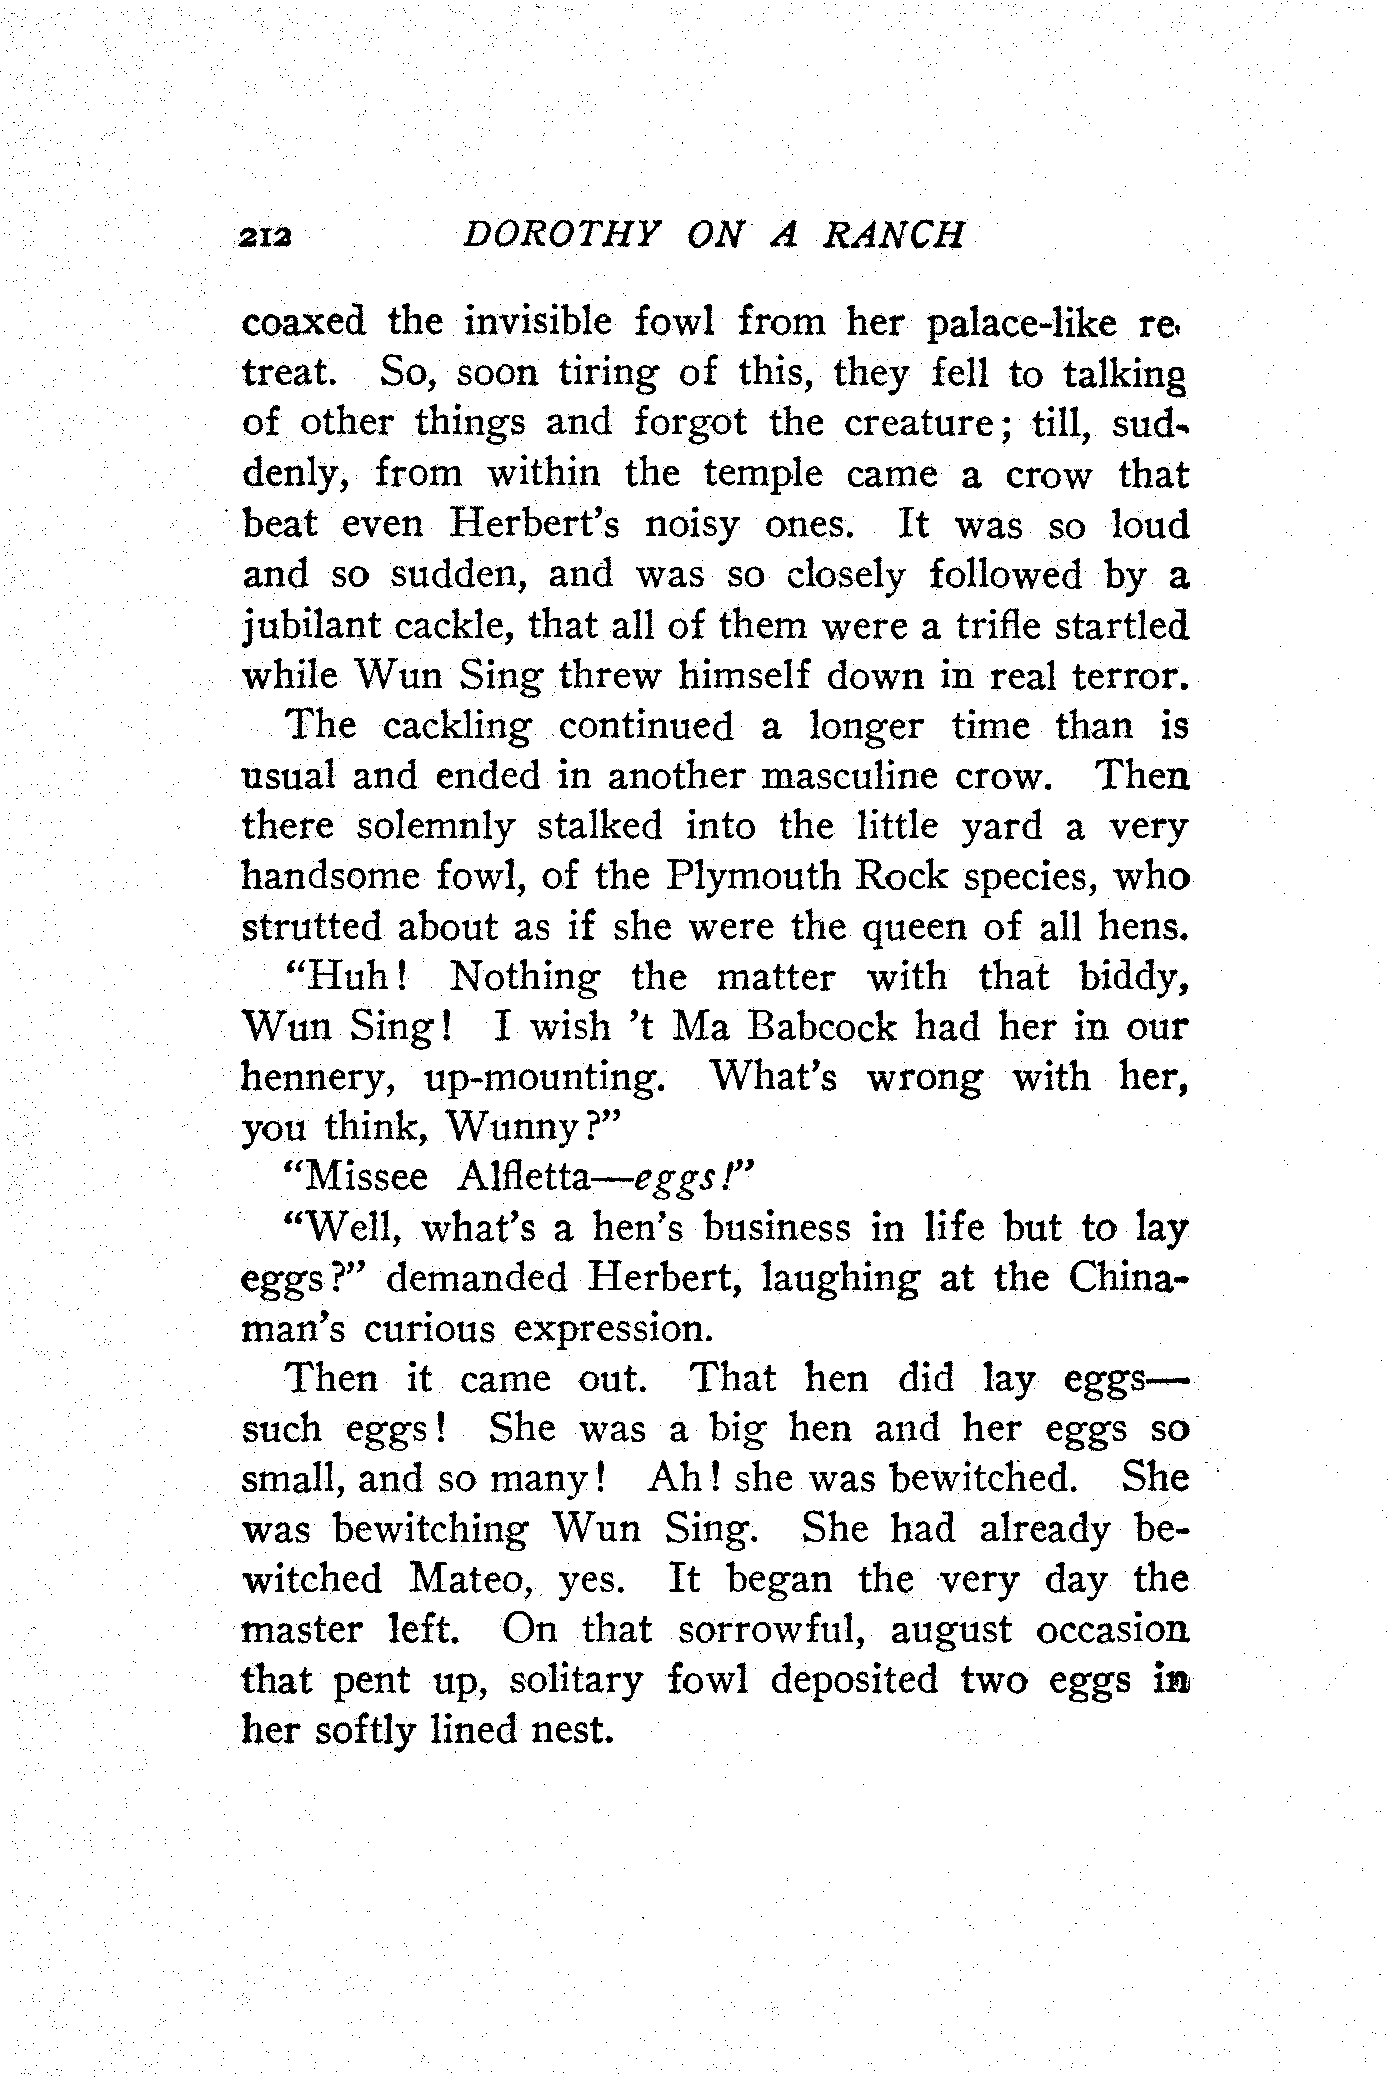 212 DOROTHY ON A RANCH
coaxed the invisible fowl from her palace-like re-
treat. So, soon tiring of this, they fell to talking
of other things and forgot the creature; till, sud-
denly, from within the temple came a crow that
beat even Herbert's noisy ones. It was so loud
and so sudden, and was so closely followed by a
jubilant cackle, that all of them were a trifle startled
while Wun Sing threw himself down in real terror.
The cackling continued a longer time than is
usual and ended in another masculine crow. Then
there solemnly stalked into the little yard a very
handsome fowl, of the Plymouth Rock species, who
strutted about as if she were the queen of all hens.
"Huh! Nothing the matter with that biddy,
Wun Sing! I wish 't Ma Babcock had her in our
hennery, up-mounting. What's wrong with her,
you think, Wunny?"
"Missee Alfletta—eggs!"
"Well, what's a hen's business in life but to lay
eggs?" demanded Herbert, laughing at the China-
man's curious expression.
Then it came out. That hen did lay eggs—
such eggs! She was a big hen and her eggs so
small, and so many! Ah! she was bewitched. She
was bewitching Wun Sing. She had already be-
witched Mateo, yes. It began the very day the
master left. On that sorrowful, august occasion
that pent up, solitary fowl deposited two eggs in
her softly lined nest.